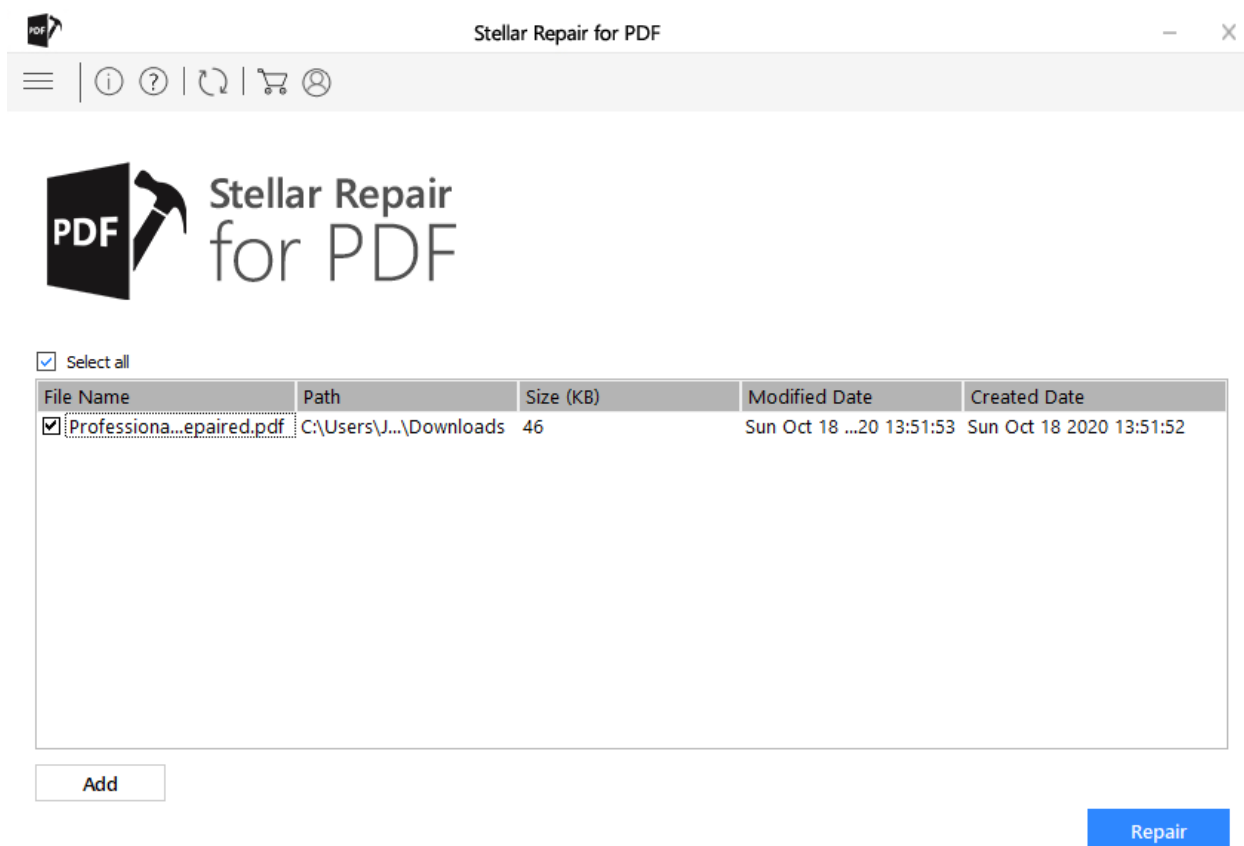 PDF Stellar Repair for PDF
PDF
Stellar Repair
for PDF
Select all
File Name Path Size (KB) Modified Date Created Date
Professiona...epaired.pdf C:\Users\J...\Downloads 46 Sun Oct 18 ...20 13:51:53 Sun Oct 18 2020 13:51:52
Add
Repair